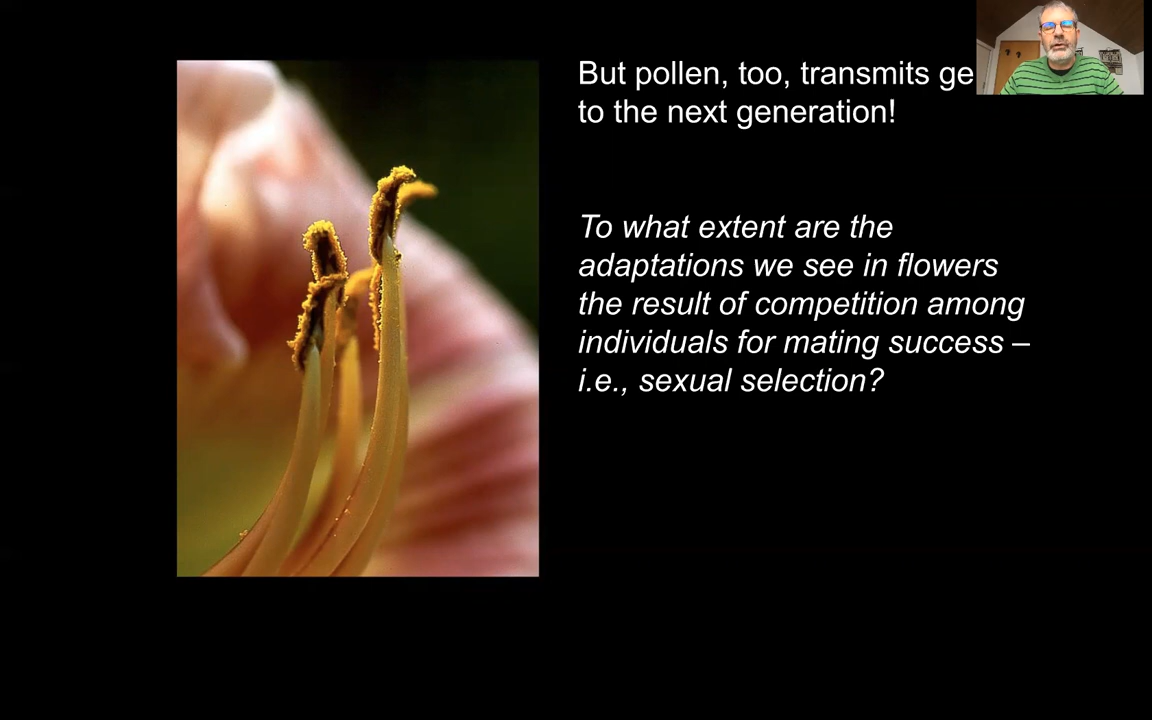 But pollen, too, transmits
to the next generation!
To what extent are the
adaptations we see in flowers
the result of competition among
individuals for mating success –
i.e., sexual selection?